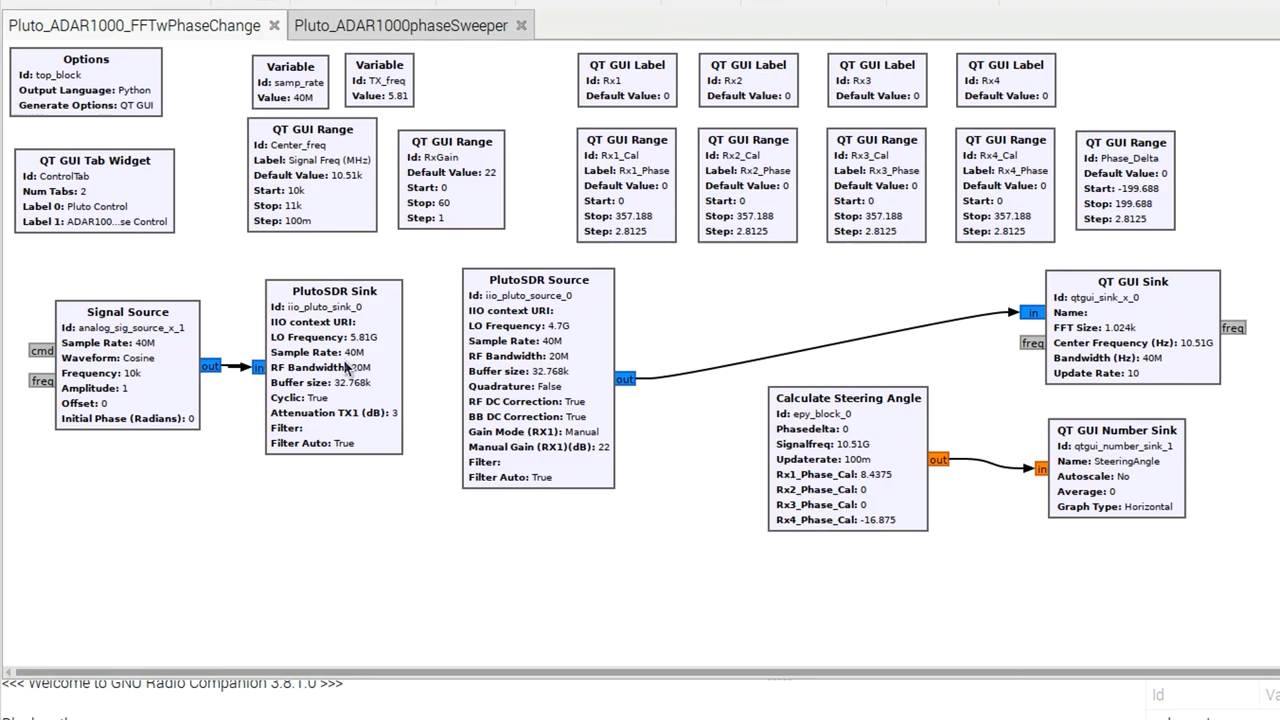 Pluto_ADAR1000_FFTwPhaseChange
Pluto_ADAR1000phaseSweeper
Options
Id: top_block
Output Language: Python
Generate Options: QT GUI
Variable
Id: samp_rate
Value: 40M
Variable
Id: TX_freq
Value: 5.81
QT GUI Label
Id: Rx1
Default Value: 0
QT GUI Label
Id: Rx2
Default Value: 0
QT GUI Label
Id: Rx3
Default Value: 0
QT GUI Label
Id: Rx4
Default Value: 0
QT GUI Tab Widget
Id: ControlTab
Num Tabs: 2
Label 0: Pluto Control
Label 1: ADAR100...se Control
QT GUI Range
Id: Center_freq
Label: Signal Freq (MHz)
Default Value: 10.51k
Start: 10k
Stop: 11k
Step: 100m
QT GUI Range
Id: RxGain
Default Value: 22
Start: 0
Stop: 60
Step: 1
QT GUI Range
Id: Rx1_Cal
Label: Rx1_Phase
Default Value: 0
Start: 0
Stop: 357.188
Step: 2.8125
QT GUI Range
Id: Rx2_Cal
Label: Rx2_Phase
Default Value: 0
Start: 0
Stop: 357.188
Step: 2.8125
QT GUI Range
Id: Rx3_Cal
Label: Rx3_Phase
Default Value: 0
Start: 0
Stop: 357.188
Step: 2.8125
QT GUI Range
Id: Rx4_Cal
Label: Rx4_Phase
Default Value: 0
Start: 0
Stop: 357.188
Step: 2.8125
QT GUI Range
Id: Phase_Delta
Default Value: 0
Start: -199.688
Stop: 199.688
Step: 2.8125
Signal Source
Id: analog_sig_source_x_1
Sample Rate: 40M
Waveform: Cosine
Frequency: 10k
Amplitude: 1
Offset: 0
Initial Phase (Radians): 0
cmd
freq
out
PlutoSDR Sink
Id: iio_pluto_sink_0
IIO context URI:
LO Frequency: 5.81G
Sample Rate: 40M
RF Bandwidth: 20M
Buffer size: 32.768k
Cyclic: True
Attenuation TX1 (dB): 3
Filter:
Filter Auto: True
in
PlutoSDR Source
Id: iio_pluto_source_0
IIO context URI:
LO Frequency: 4.7G
Sample Rate: 40M
RF Bandwidth: 20M
Buffer size: 32.768k
Quadrature: False
RF DC Correction: True
BB DC Correction: True
Gain Mode (RX1): Manual
Manual Gain (RX1)(dB): 22
Filter:
Filter Auto: True
out
QT GUI Sink
Id: qtgui_sink_x_0
Name:
FFT Size: 1.024k
Center Frequency (Hz): 10.51G
Bandwidth (Hz): 40M
Update Rate: 10
in
freq
freq
Calculate Steering Angle
Id: epy_block_0
Phasedelta: 0
Signalfreq: 10.51G
Updaterate: 100m
Rx1_Phase_Cal: 8.4375
Rx2_Phase_Cal: 0
Rx3_Phase_Cal: 0
Rx4_Phase_Cal: -16.875
out
QT GUI Number Sink
Id: qtgui_number_sink_1
Name: SteeringAngle
Autoscale: No
Average: 0
Graph Type: Horizontal
in
<<< Welcome to GNU Radio Companion 3.8.1.0 >>>
Id